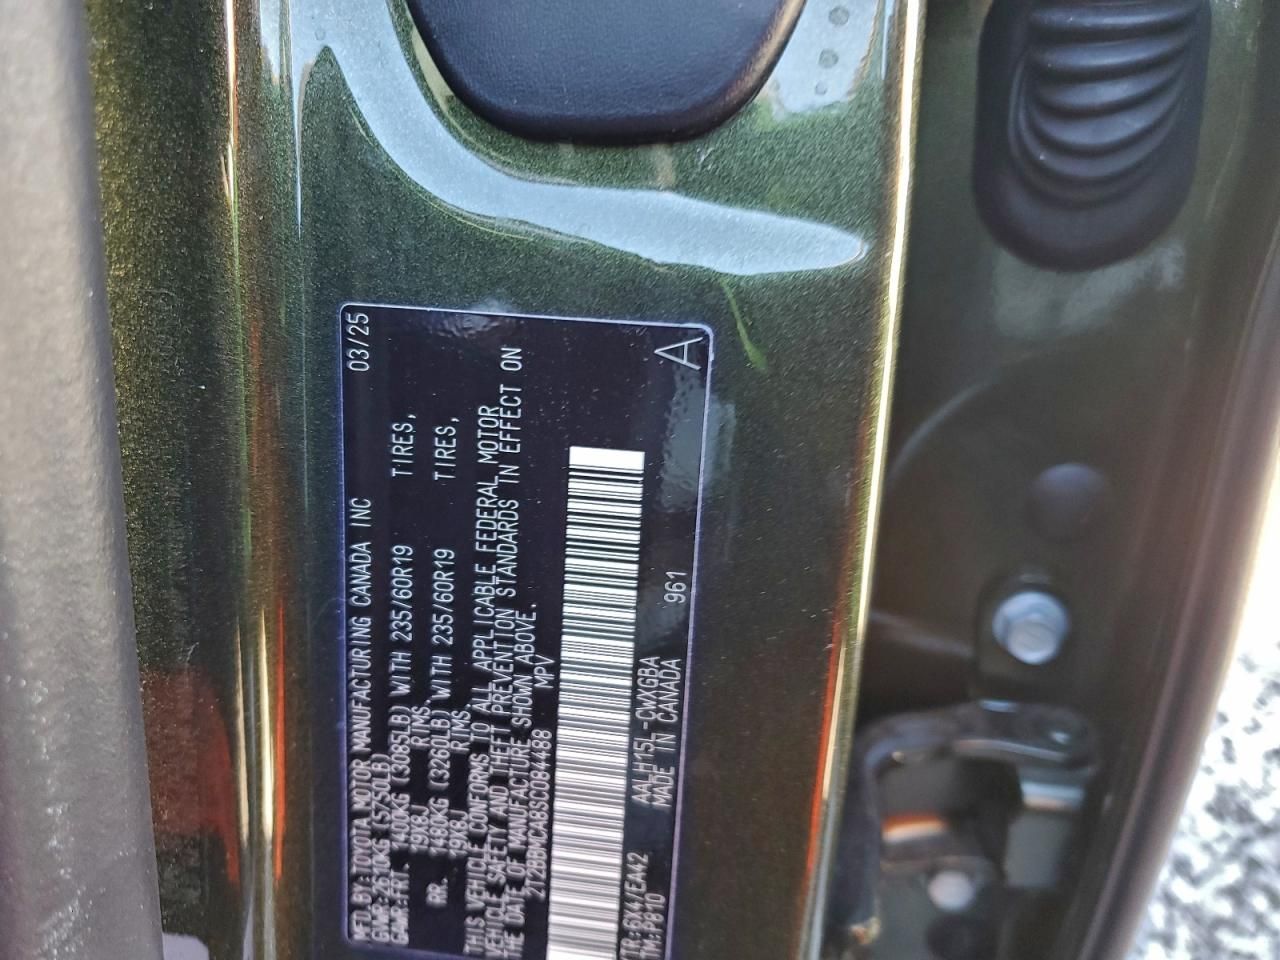 MFD.BY:TOYOTA MOTOR MANUFACTURING CANADA INC 03/25
GVWR:2610KG (5750LB)
GAWR:FRT. 1400KG (3085LB) WITH 235/60R19 TIRES,
19X8J RIMS,
RR. 1480KG (3260LB) WITH 235/60R19 TIRES,
19X8J RIMS,
THIS VEHICLE CONFORMS TO ALL APPLICABLE FEDERAL MOTOR
VEHICLE SAFETY AND THEFT PREVENTION STANDARDS IN EFFECT ON
THE DATE OF MANUFACTURE SHOWN ABOVE.
2T2BBMCA8SC084488 MPV
TR:6X4/EA42 AALH15L-CWXGBA
TM:P810 MADE IN CANADA 961 A